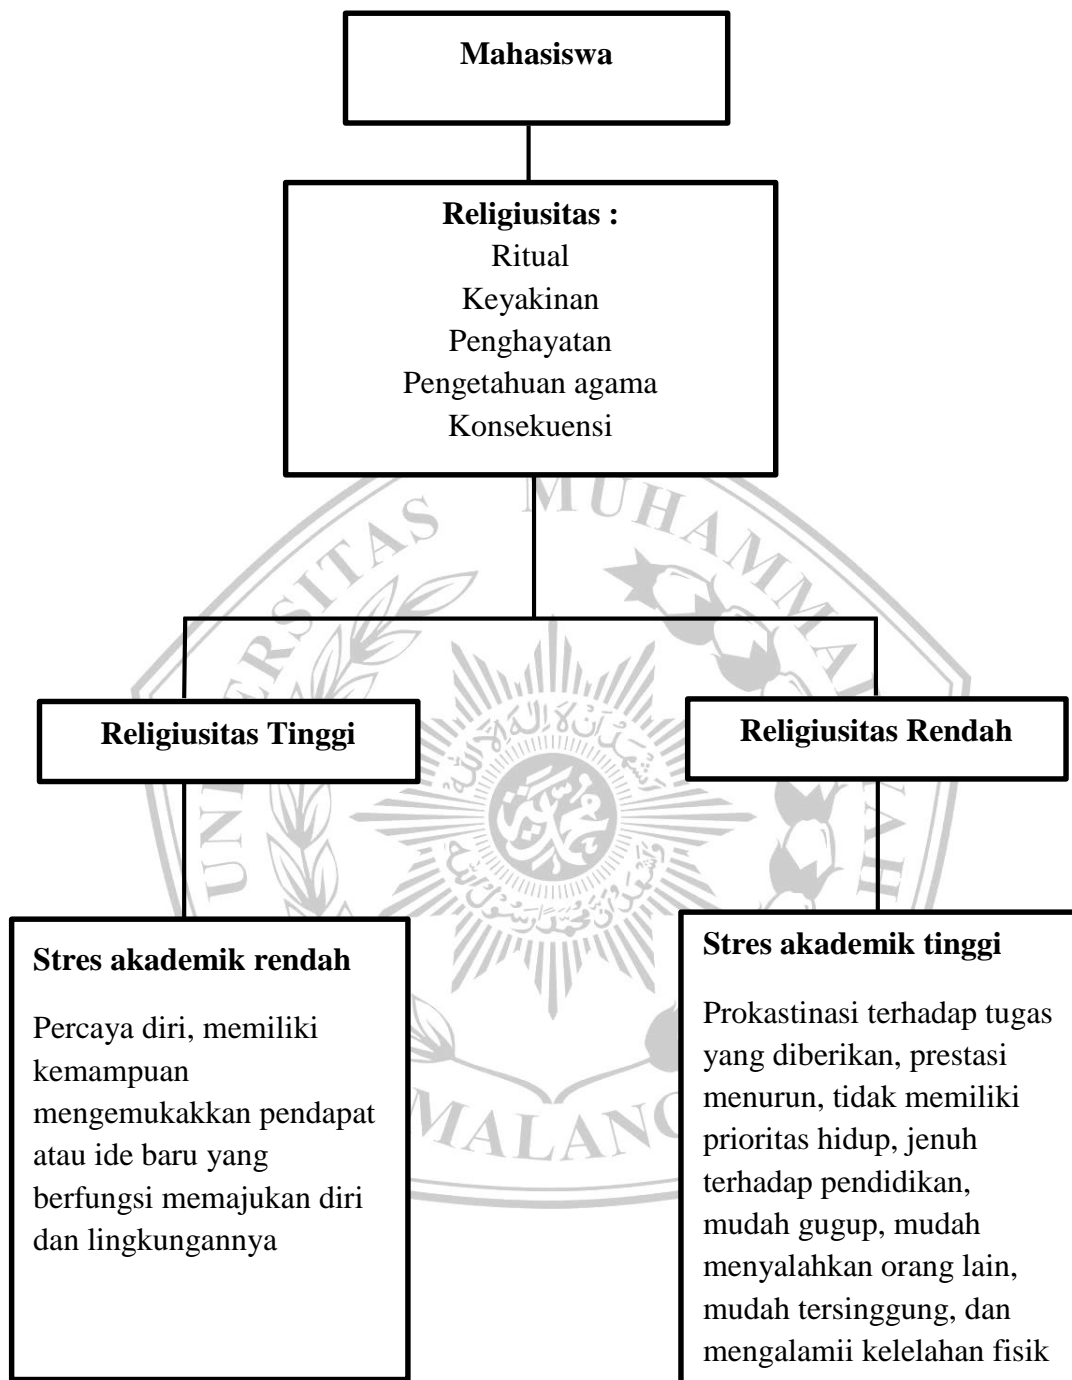 Mahasiswa
Religiusitas :
Ritual
Keyakinan
Penghayatan
Pengetahuan agama
Konsekuensi
UNIVERSITAS MUHAMMADIYAH
MALANG
Religiusitas Tinggi
Religiusitas Rendah
Stres akademik rendah
Percaya diri, memiliki
kemampuan
mengemukakkan pendapat
atau ide baru yang
berfungsi memajukan diri
dan lingkungannya
Stres akademik tinggi
Prokastinasi terhadap tugas
yang diberikan, prestasi
menurun, tidak memiliki
prioritas hidup, jenuh
terhadap pendidikan,
mudah gugup, mudah
menyalahkan orang lain,
mudah tersinggung, dan
mengalamii kelelahan fisik